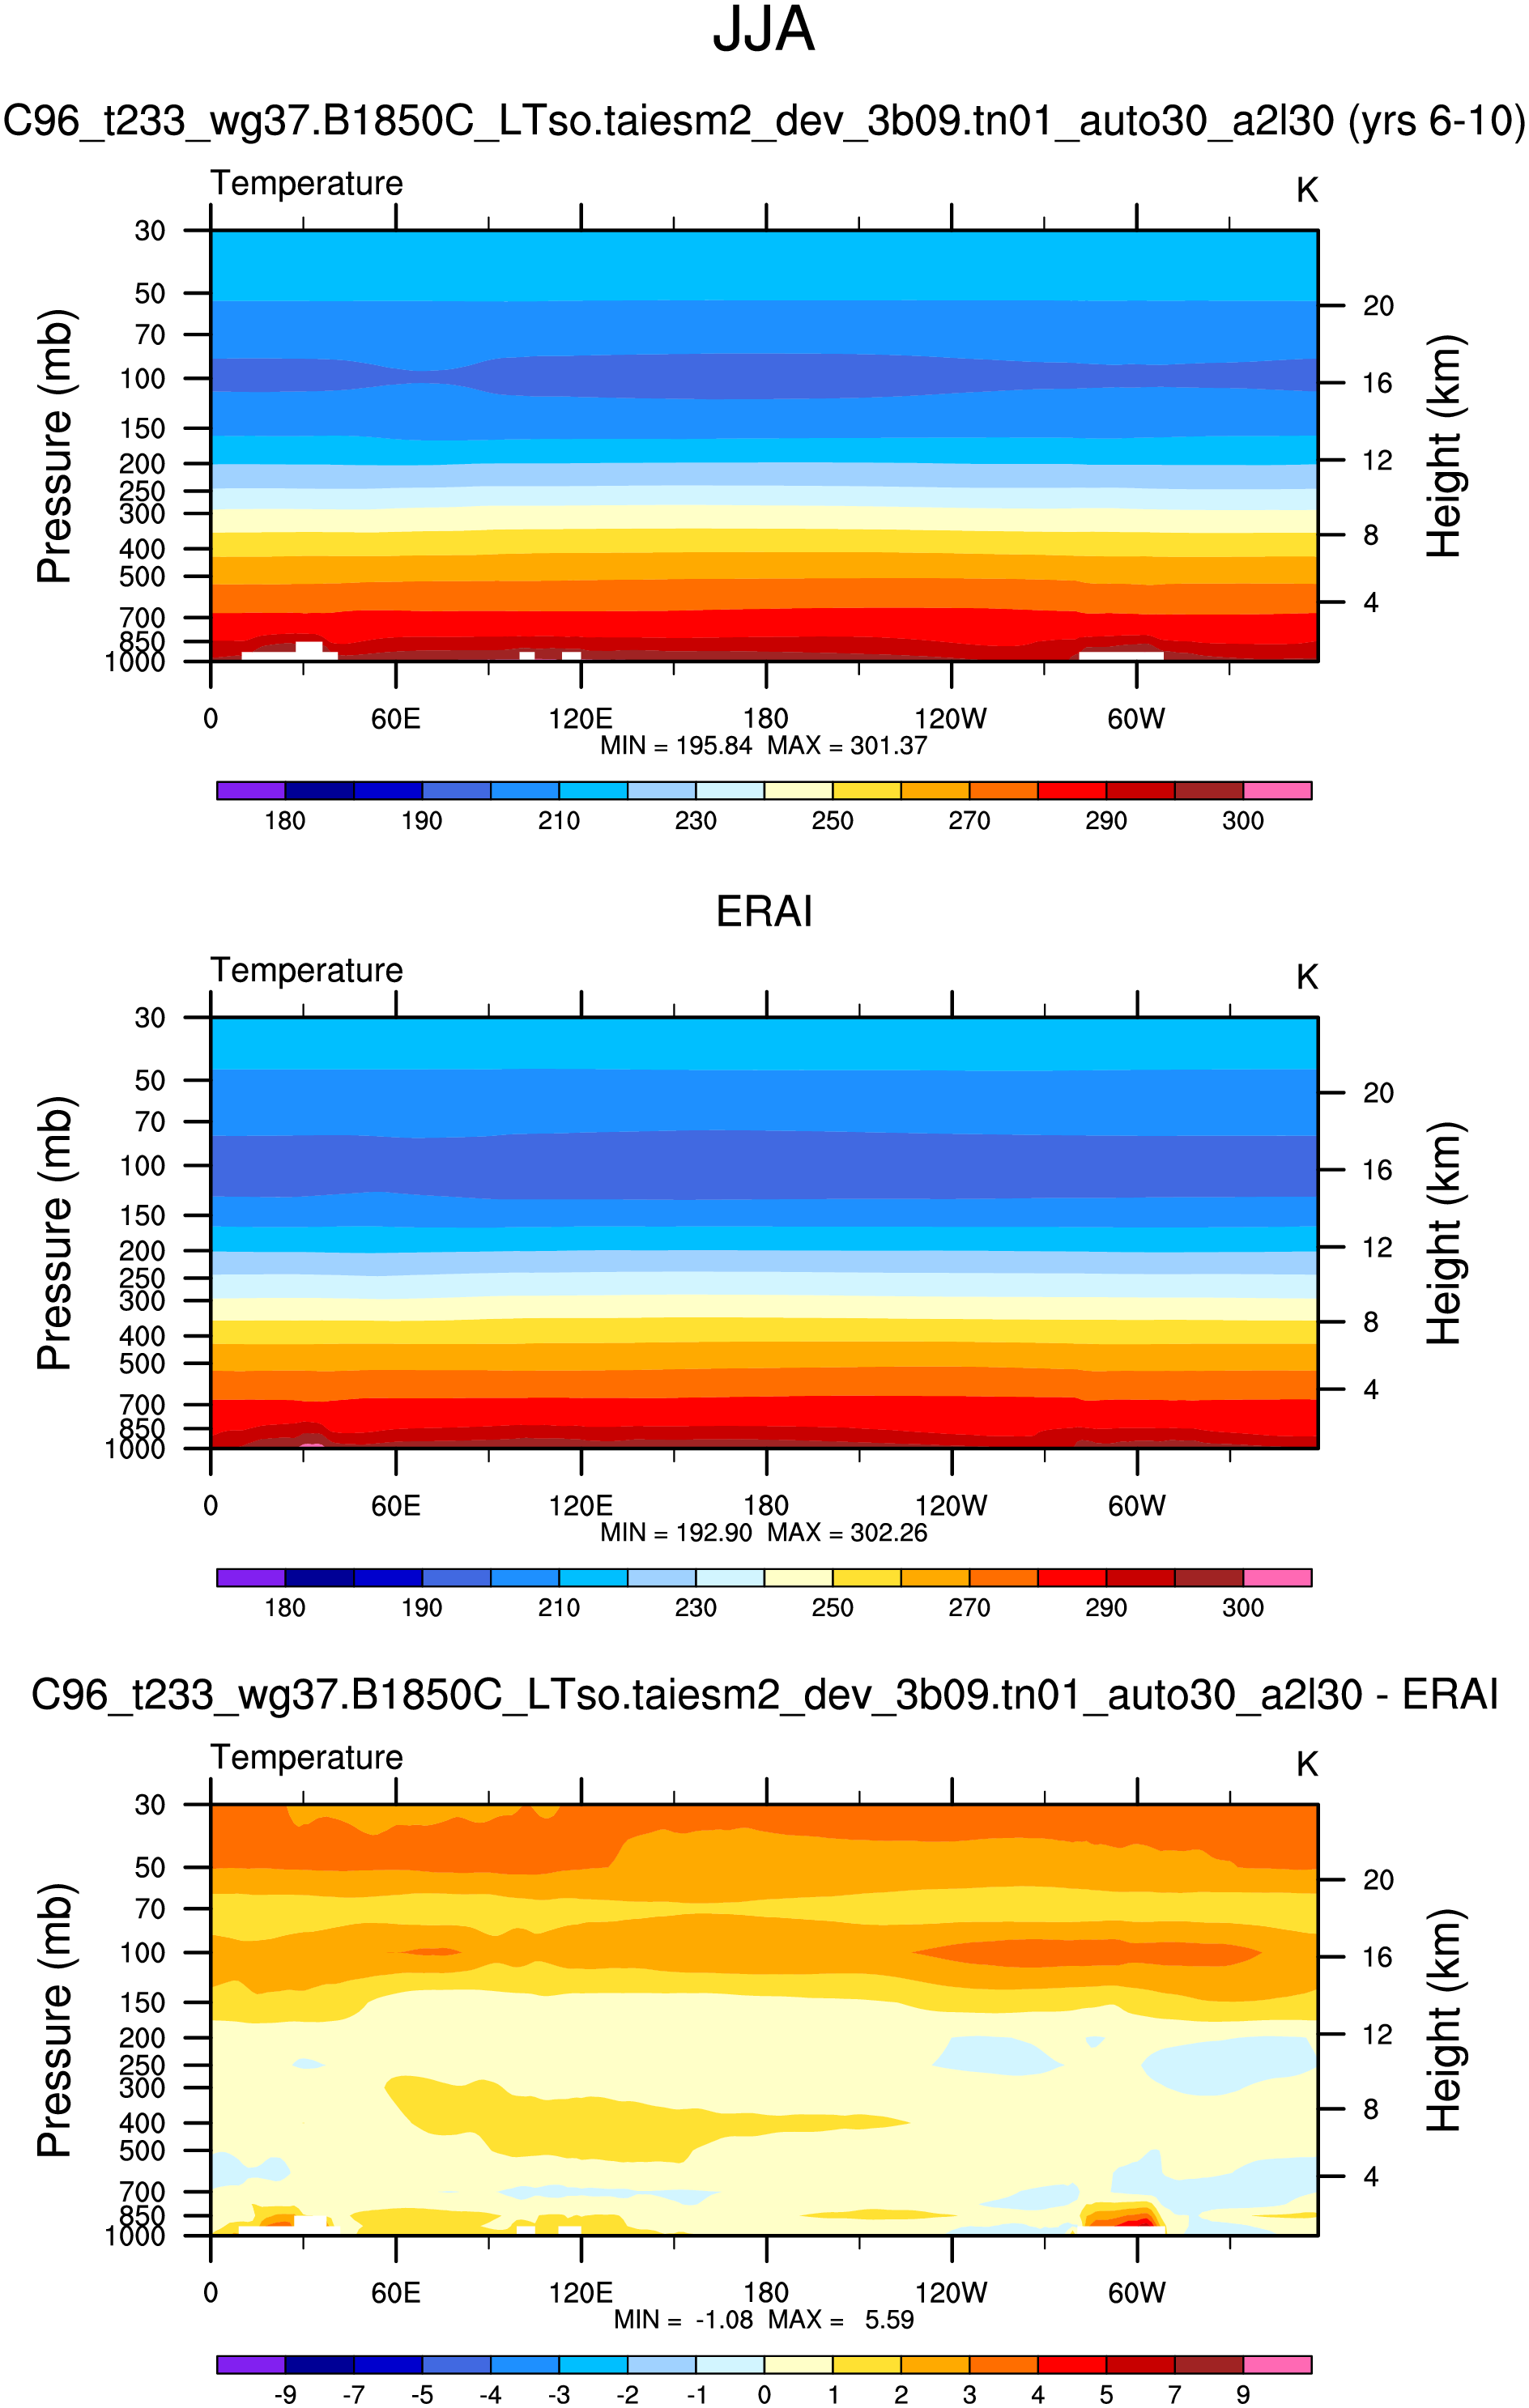 JJA
C96_t233_wg37.B1850C_LTso.taiesm2_dev_3b09.tn01_auto30_a2l30 (yrs 6-10)
Temperature K
Pressure (mb)
Height (km)
30
50
70
100
150
200
250
300
400
500
700
850
1000
20
16
12
8
4
0 60E 120E 180 120W 60W
MIN = 195.84 MAX = 301.37
180 190 210 230 250 270 290 300
ERAI
Temperature K
Pressure (mb)
Height (km)
30
50
70
100
150
200
250
300
400
500
700
850
1000
20
16
12
8
4
0 60E 120E 180 120W 60W
MIN = 192.90 MAX = 302.26
180 190 210 230 250 270 290 300
C96_t233_wg37.B1850C_LTso.taiesm2_dev_3b09.tn01_auto30_a2l30 - ERAI
Temperature K
Pressure (mb)
Height (km)
30
50
70
100
150
200
250
300
400
500
700
850
1000
20
16
12
8
4
0 60E 120E 180 120W 60W
MIN = -1.08 MAX = 5.59
-9 -7 -5 -4 -3 -2 -1 0 1 2 3 4 5 7 9